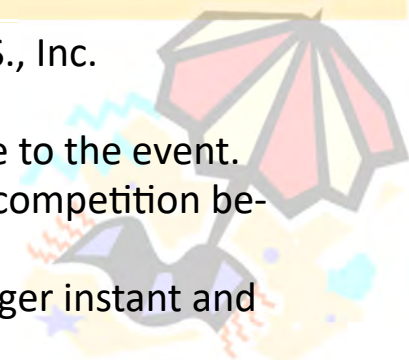 S., Inc.
e to the event.
competition be-
ger instant and